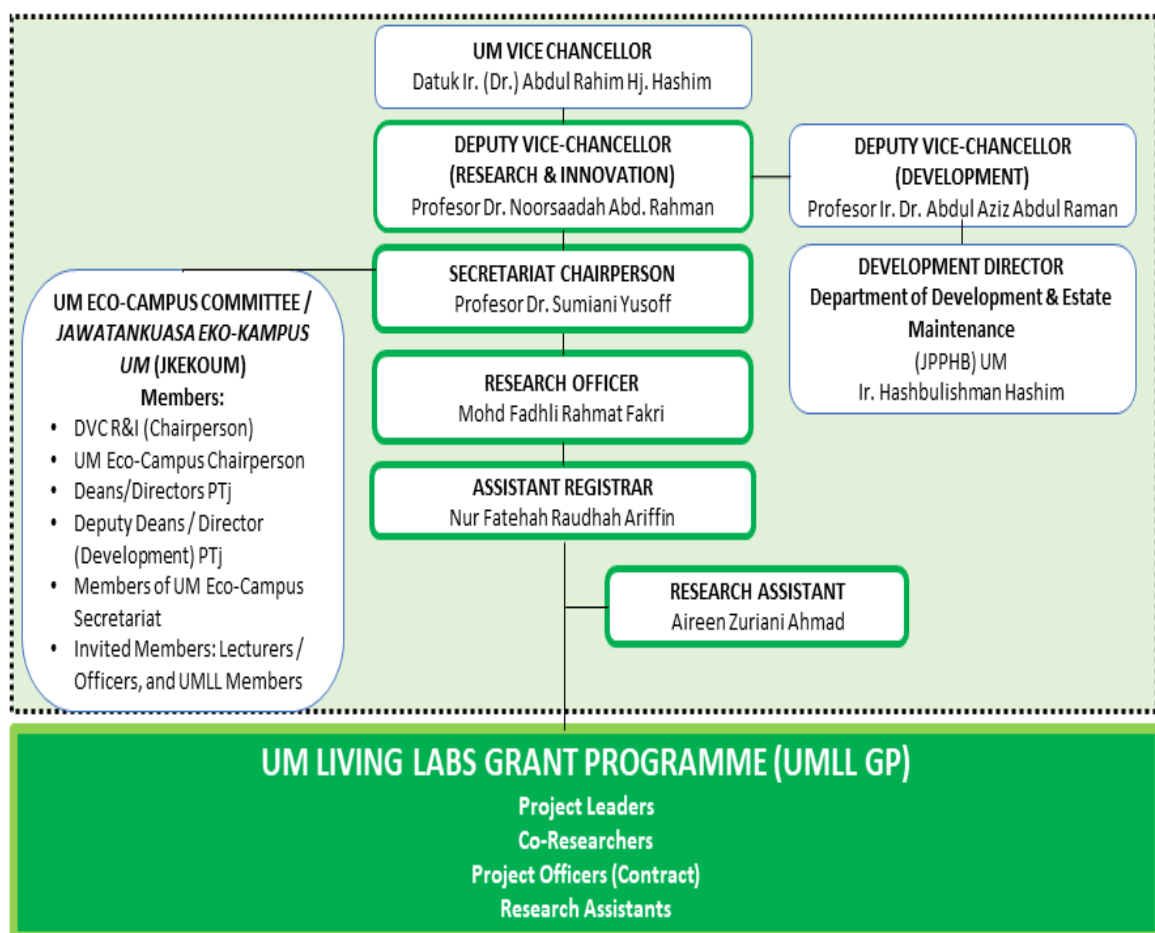 UM VICE CHANCELLOR
Datuk Ir. (Dr.) Abdul Rahim Hj. Hashim
DEPUTY VICE-CHANCELLOR
(RESEARCH & INNOVATION)
Profesor Dr. Noorsaadah Abd. Rahman
DEPUTY VICE-CHANCELLOR
(DEVELOPMENT)
Profesor Ir. Dr. Abdul Aziz Abdul Raman
SECRETARIAT CHAIRPERSON
Profesor Dr. Sumiani Yusoff
DEVELOPMENT DIRECTOR
Department of Development & Estate
Maintenance
(JPPHB) UM
Ir. Hashbulishman Hashim
UM ECO-CAMPUS COMMITTEE /
JAWATANKUASA EKO-KAMPUS
UM (JKEKOUM)
Members:
• DVC R&I (Chairperson)
• UM Eco-Campus Chairperson
• Deans/Directors PTj
• Deputy Deans / Director
(Development) PTj
• Members of UM Eco-Campus
Secretariat
• Invited Members: Lecturers /
Officers, and UMLL Members
RESEARCH OFFICER
Mohd Fadhli Rahmat Fakri
ASSISTANT REGISTRAR
Nur Fatehah Raudhah Ariffin
RESEARCH ASSISTANT
Aireen Zuriani Ahmad
UM LIVING LABS GRANT PROGRAMME (UMLL GP)
Project Leaders
Co-Researchers
Project Officers (Contract)
Research Assistants